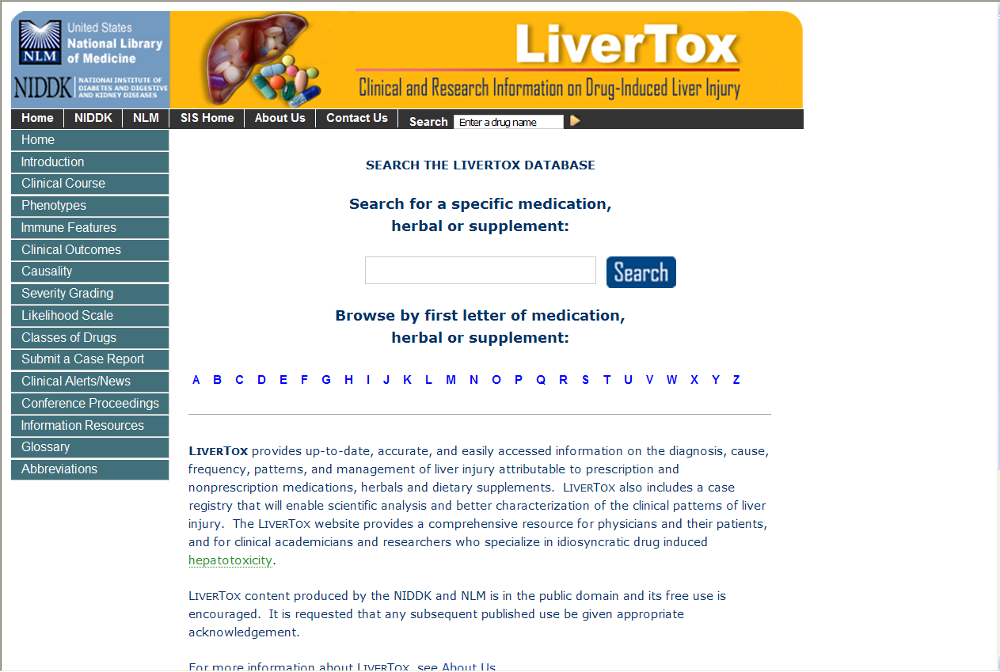 United States
National Library
of Medicine
NLM
NIDDK
NATIONAL INSTITUTE OF
DIABETES AND DIGESTIVE
AND KIDNEY DISEASES
LiverTox
Clinical and Research Information on Drug-Induced Liver Injury
Home NIDDK NLM SIS Home About Us Contact Us Search Enter a drug name
Home
Introduction
Clinical Course
Phenotypes
Immune Features
Clinical Outcomes
Causality
Severity Grading
Likelihood Scale
Classes of Drugs
Submit a Case Report
Clinical Alerts/News
Conference Proceedings
Information Resources
Glossary
Abbreviations
SEARCH THE LIVERTOX DATABASE
Search for a specific medication,
herbal or supplement:
Search
Browse by first letter of medication,
herbal or supplement:
A B C D E F G H I J K L M N O P Q R S T U V W X Y Z
LIVERTOX provides up-to-date, accurate, and easily accessed information on the diagnosis, cause,
frequency, patterns, and management of liver injury attributable to prescription and
nonprescription medications, herbals and dietary supplements. LIVERTOX also includes a case
registry that will enable scientific analysis and better characterization of the clinical patterns of liver
injury. The LIVERTOX website provides a comprehensive resource for physicians and their patients,
and for clinical academicians and researchers who specialize in idiosyncratic drug induced
hepatotoxicity.
LIVERTOX content produced by the NIDDK and NLM is in the public domain and its free use is
encouraged. It is requested that any subsequent published use be given appropriate
acknowledgement.
For more information about LIVERTOX, see About Us